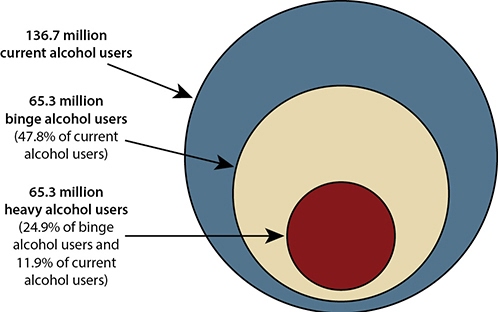 136.7 million
current alcohol users
65.3 million
binge alcohol users
(47.8% of current
alcohol users)
65.3 million
heavy alcohol users
(24.9% of binge
alcohol users and
11.9% of current
alcohol users)